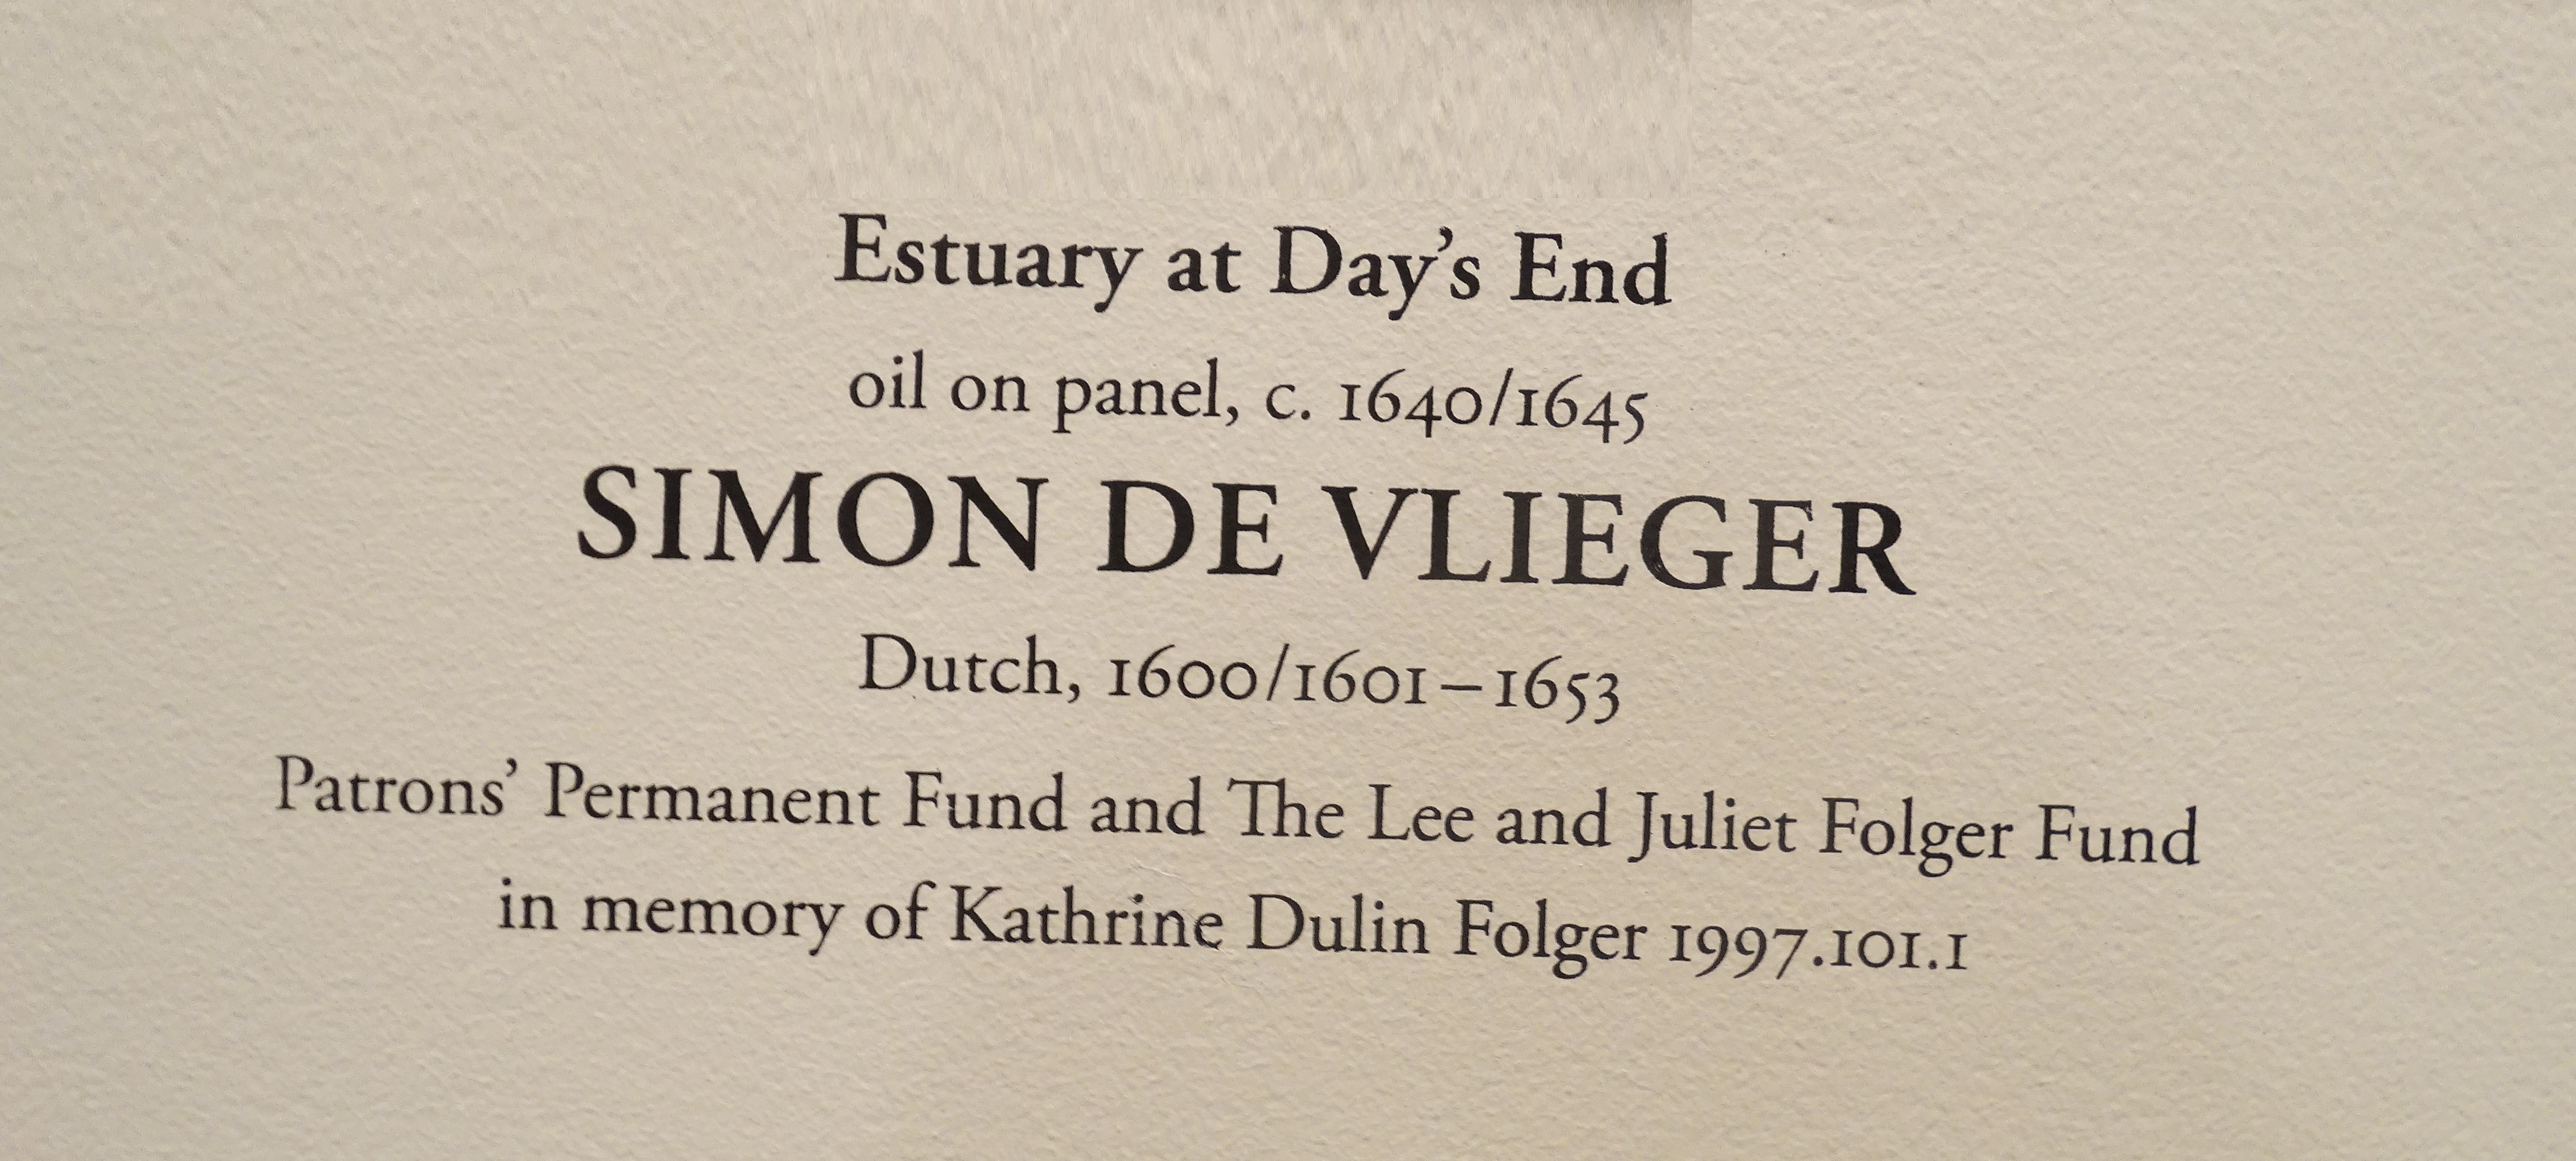 Estuary at Day’s End
oil on panel, c. 1640/1645
SIMON DE VLIEGER
Dutch, 1600/1601–1653
Patrons’ Permanent Fund and The Lee and Juliet Folger Fund
in memory of Kathrine Dulin Folger 1997.101.1